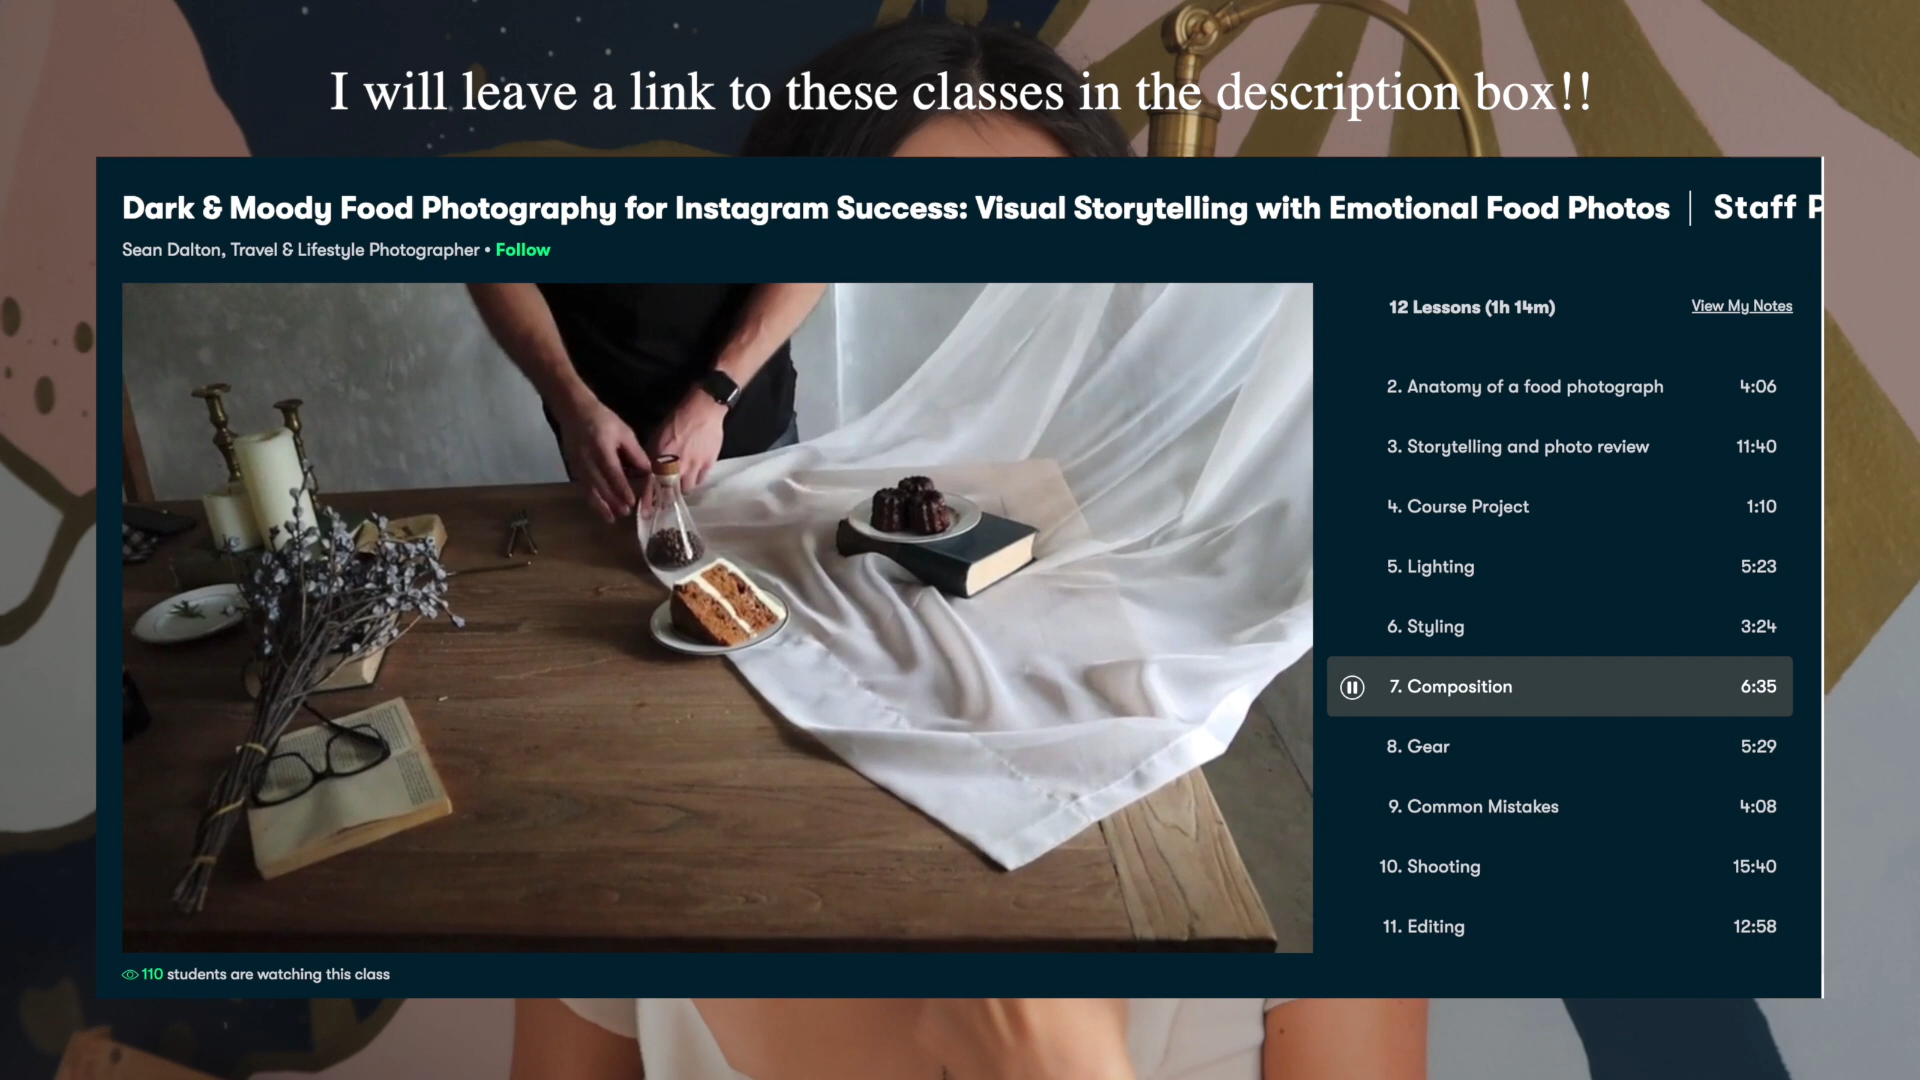 I will leave a link to these classes in the description box!!
Dark & Moody Food Photography for Instagram Success: Visual Storytelling with Emotional Food Photos | Staff P
Sean Dalton, Travel & Lifestyle Photographer • Follow
12 Lessons (1h 14m)
View My Notes
2. Anatomy of a food photograph 4:06
3. Storytelling and photo review 11:40
4. Course Project 1:10
5. Lighting 5:23
6. Styling 3:24
7. Composition 6:35
8. Gear 5:29
9. Common Mistakes 4:08
10. Shooting 15:40
11. Editing 12:58
110 students are watching this class